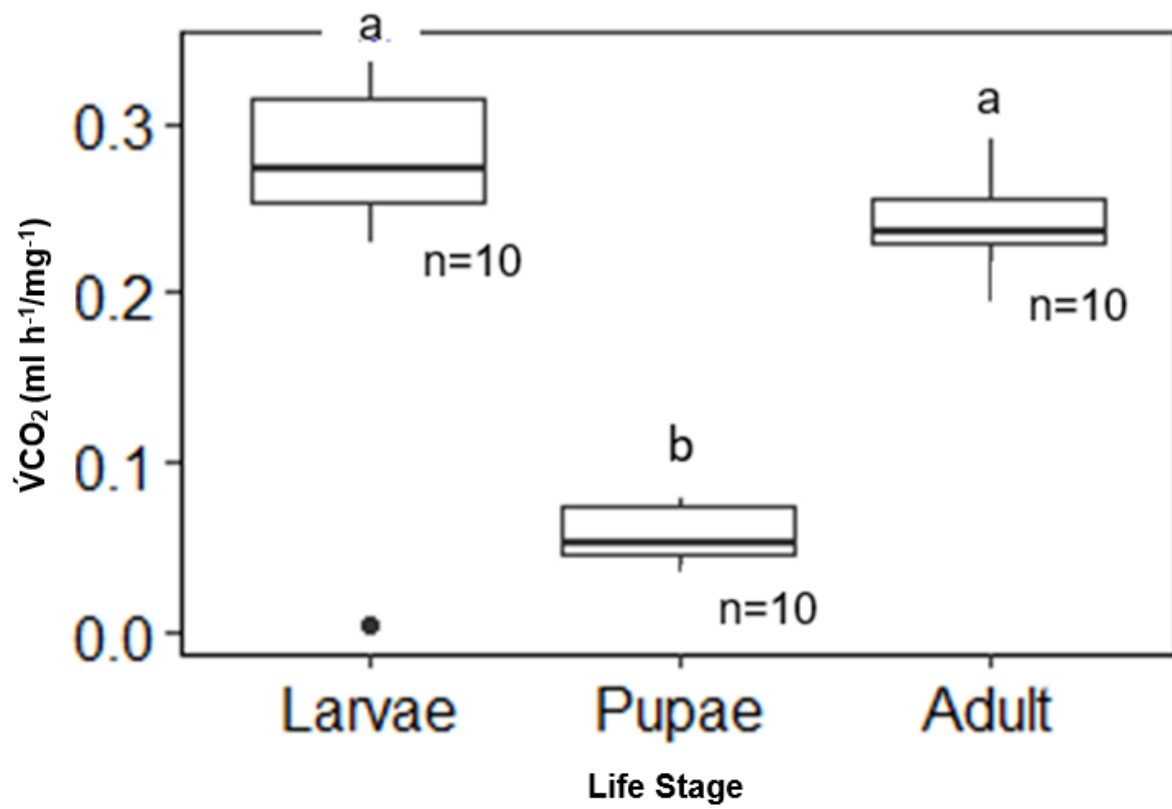 a
a
0.3
n=10
0.2
n=10
V́CO₂ (ml h⁻¹/mg⁻¹)
b
0.1
n=10
0.0
Larvae Pupae Adult
Life Stage